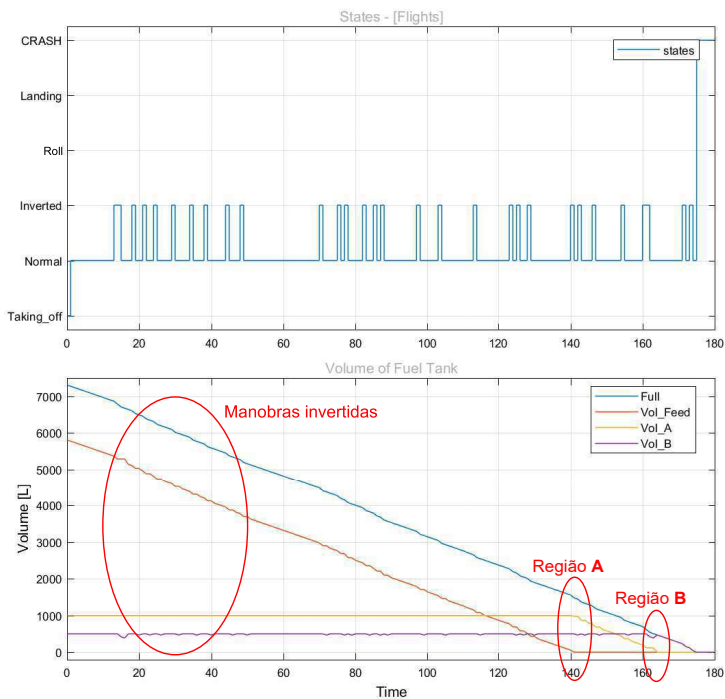 States - [Flights]
CRASH
Landing
Roll
Inverted
Normal
Taking_off
states
0 20 40 60 80 100 120 140 160 180
Volume of Fuel Tank
Volume [L]
7000
6000
5000
4000
3000
2000
1000
0
Full
Vol_Feed
Vol_A
Vol_B
Manobras invertidas
Região A
Região B
0 20 40 60 80 100 120 140 160 180
Time